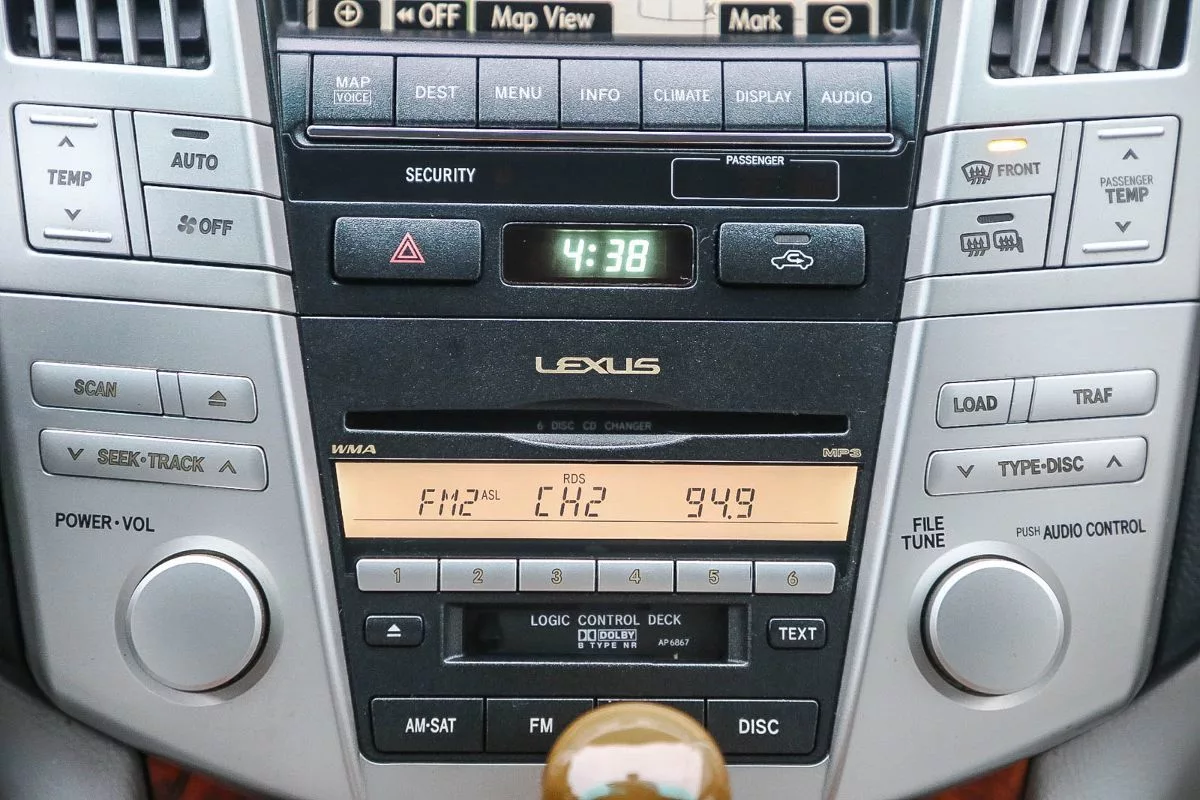 OFF Map View Mark
MAP VOICE DEST MENU INFO CLIMATE DISPLAY AUDIO
TEMP AUTO
OFF
SECURITY PASSENGER
FRONT
PASSENGER TEMP
4:38
LEXUS
SCAN
LOAD TRAF
6 DISC CD CHANGER
WMA MP3
SEEK•TRACK
TYPE•DISC
RDS
FM2 ASL CH2 94.9
POWER•VOL
FILE
TUNE
PUSH AUDIO CONTROL
1 2 3 4 5 6
LOGIC CONTROL DECK
DOLBY
B TYPE NR AP6867
TEXT
AM•SAT FM DISC